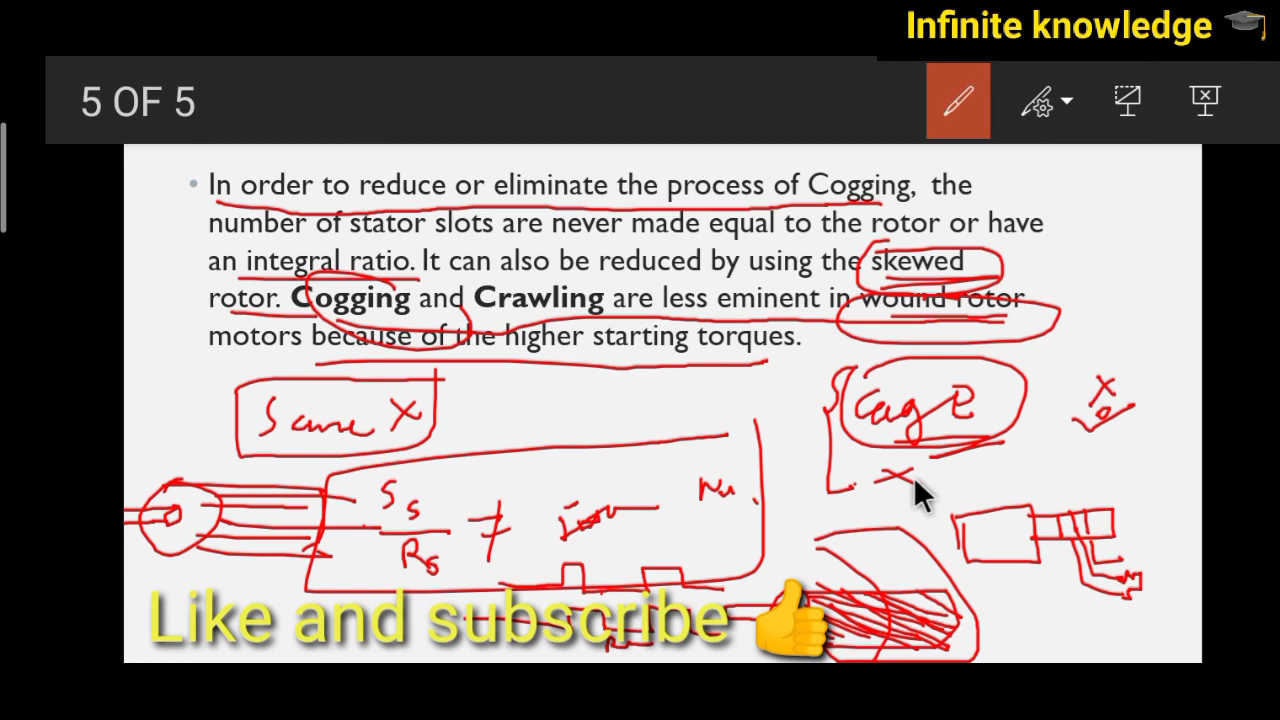 Infinite knowledge 🎓
5 OF 5
• In order to reduce or eliminate the process of Cogging, the
number of stator slots are never made equal to the rotor or have
an integral ratio. It can also be reduced by using the skewed
rotor. Cogging and Crawling are less eminent in wound rotor
motors because of the higher starting torques.
Same X
Cage
X
X
Ss
Rs
≠
Like and subscribe 👍